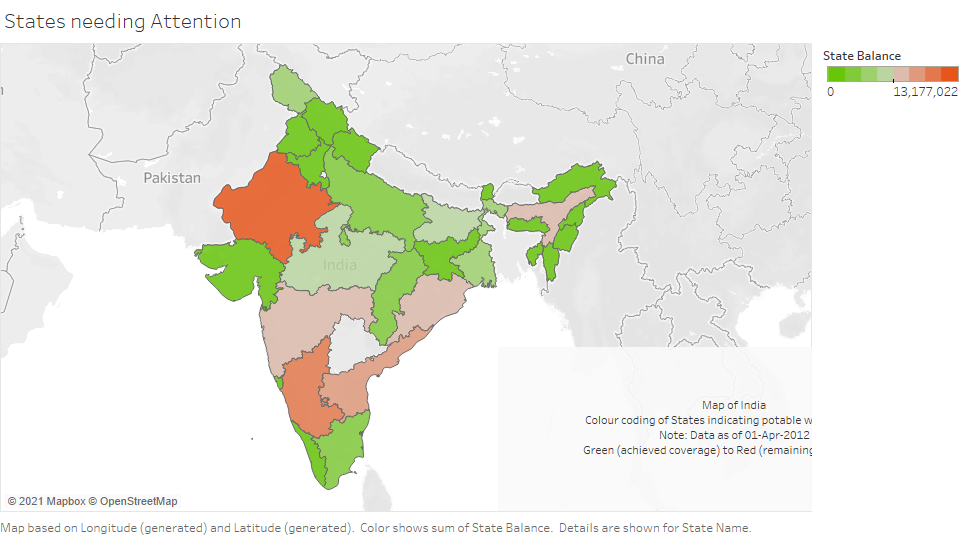 States needing Attention
State Balance
0 13,177,022
China
Pakistan
India
Map of India
Colour coding of States indicating potable w
Note: Data as of 01-Apr-2012
Green (achieved coverage) to Red (remaining
© 2021 Mapbox © OpenStreetMap
Map based on Longitude (generated) and Latitude (generated). Color shows sum of State Balance. Details are shown for State Name.